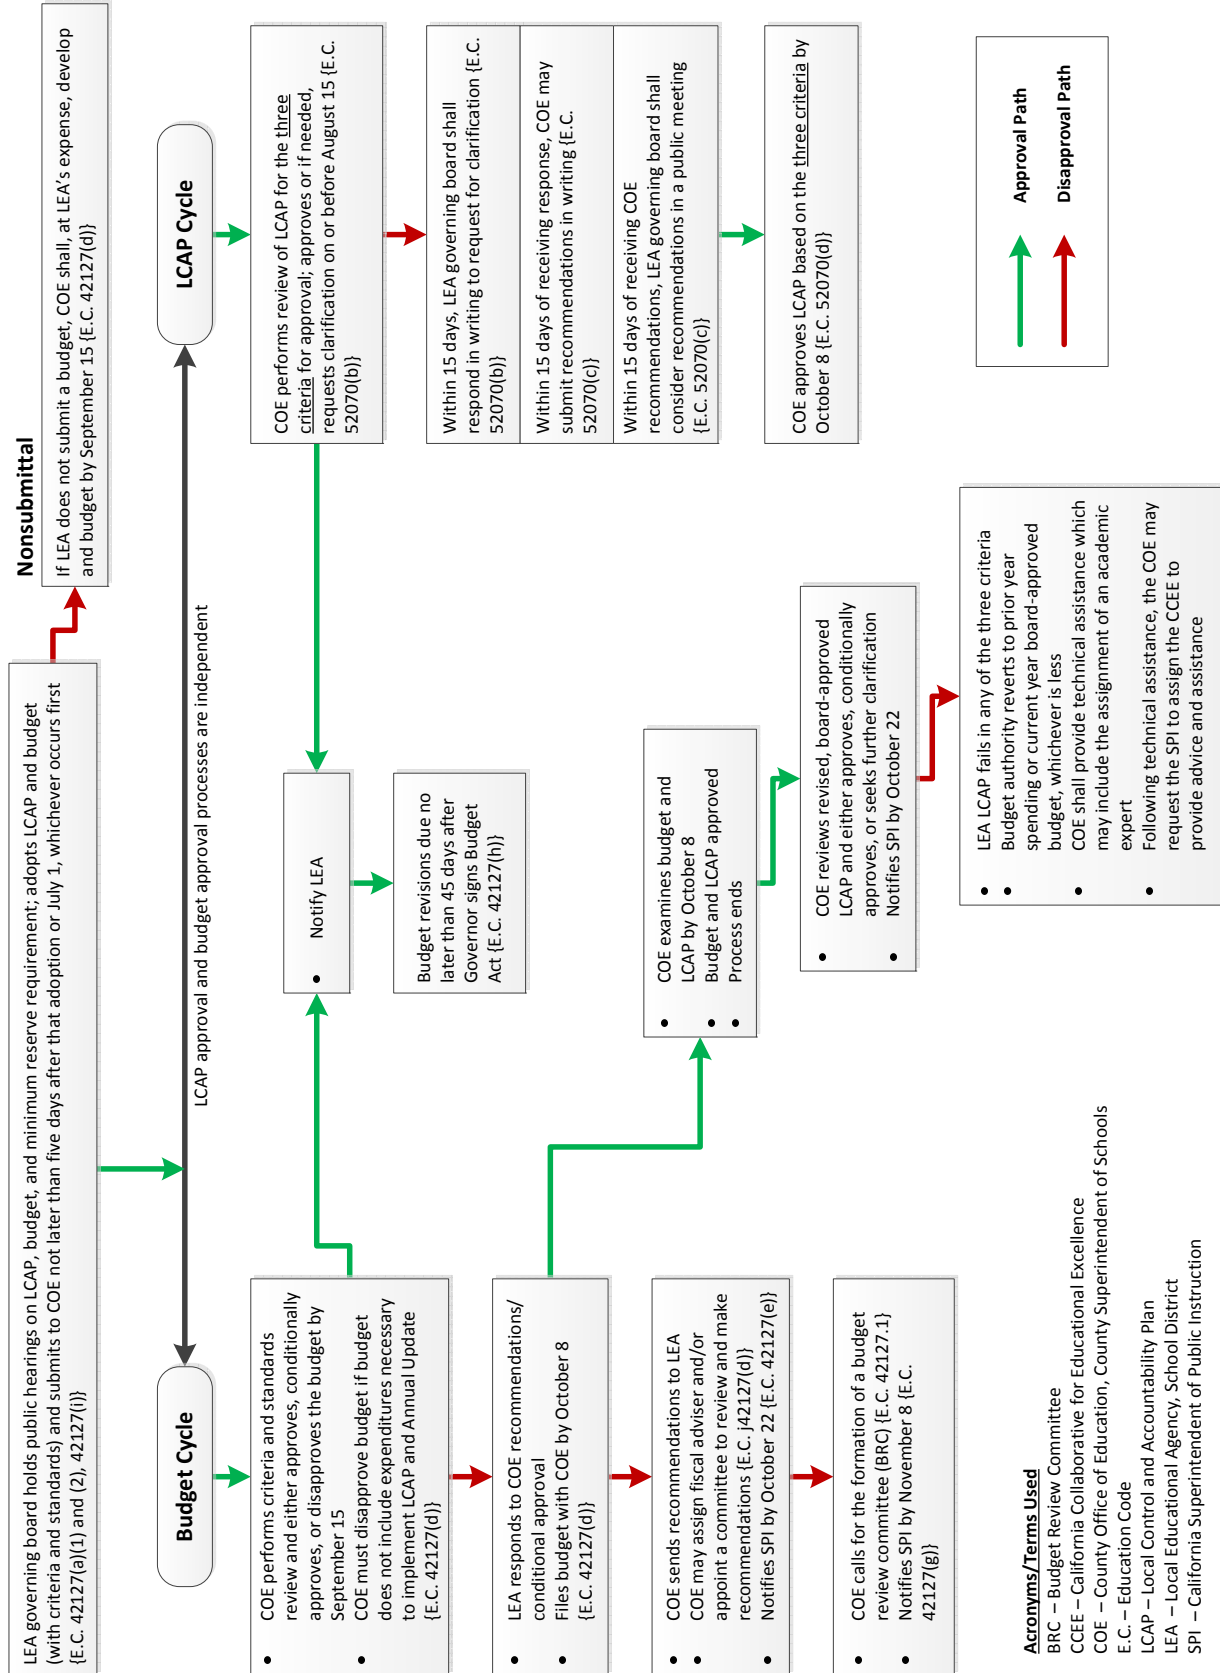 LEA governing board holds public hearings on LCAP, budget, and minimum reserve requirement; adopts LCAP and budget
(with criteria and standards) and submits to COE not later than five days after that adoption or July 1, whichever occurs first
{E.C. 42127(a)(1) and (2), 42127(i)}
Nonsubmittal
If LEA does not submit a budget, COE shall, at LEA's expense, develop
and budget by September 15 {E.C. 42127(d)}
Budget Cycle
LCAP approval and budget approval processes are independent
LCAP Cycle
• COE performs criteria and standards
review and either approves, conditionally
approves, or disapproves the budget by
September 15
• COE must disapprove budget if budget
does not include expenditures necessary
to implement LCAP and Annual Update
{E.C. 42127(d)}
• Notify LEA
Budget revisions due no
later than 45 days after
Governor signs Budget
Act {E.C. 42127(h)}
COE performs review of LCAP for the three
criteria for approval; approves or if needed,
requests clarification on or before August 15 {E.C.
52070(b)}
Within 15 days, LEA governing board shall
respond in writing to request for clarification {E.C.
52070(b)}
Within 15 days of receiving response, COE may
submit recommendations in writing {E.C.
52070(c)}
Within 15 days of receiving COE
recommendations, LEA governing board shall
consider recommendations in a public meeting
{E.C. 52070(c)}
COE approves LCAP based on the three criteria by
October 8 {E.C. 52070(d)}
• LEA responds to COE recommendations/
conditional approval
• Files budget with COE by October 8
{E.C. 42127(d)}
• COE sends recommendations to LEA
• COE may assign fiscal adviser and/or
appoint a committee to review and make
recommendations {E.C. j42127(d)}
• Notifies SPI by October 22 {E.C. 42127(e)}
• COE calls for the formation of a budget
review committee (BRC) {E.C. 42127.1}
• Notifies SPI by November 8 {E.C.
42127(g)}
• COE examines budget and
LCAP by October 8
• Budget and LCAP approved
• Process ends
• COE reviews revised, board-approved
LCAP and either approves, conditionally
approves, or seeks further clarification
• Notifies SPI by October 22
• LEA LCAP fails in any of the three criteria
• Budget authority reverts to prior year
spending or current year board-approved
budget, whichever is less
• COE shall provide technical assistance which
may include the assignment of an academic
expert
• Following technical assistance, the COE may
request the SPI to assign the CCEE to
provide advice and assistance
Approval Path
Disapproval Path
Acronyms/Terms Used
BRC – Budget Review Committee
CCEE – California Collaborative for Educational Excellence
COE – County Office of Education, County Superintendent of Schools
E.C. – Education Code
LCAP – Local Control and Accountability Plan
LEA – Local Educational Agency, School District
SPI – California Superintendent of Public Instruction